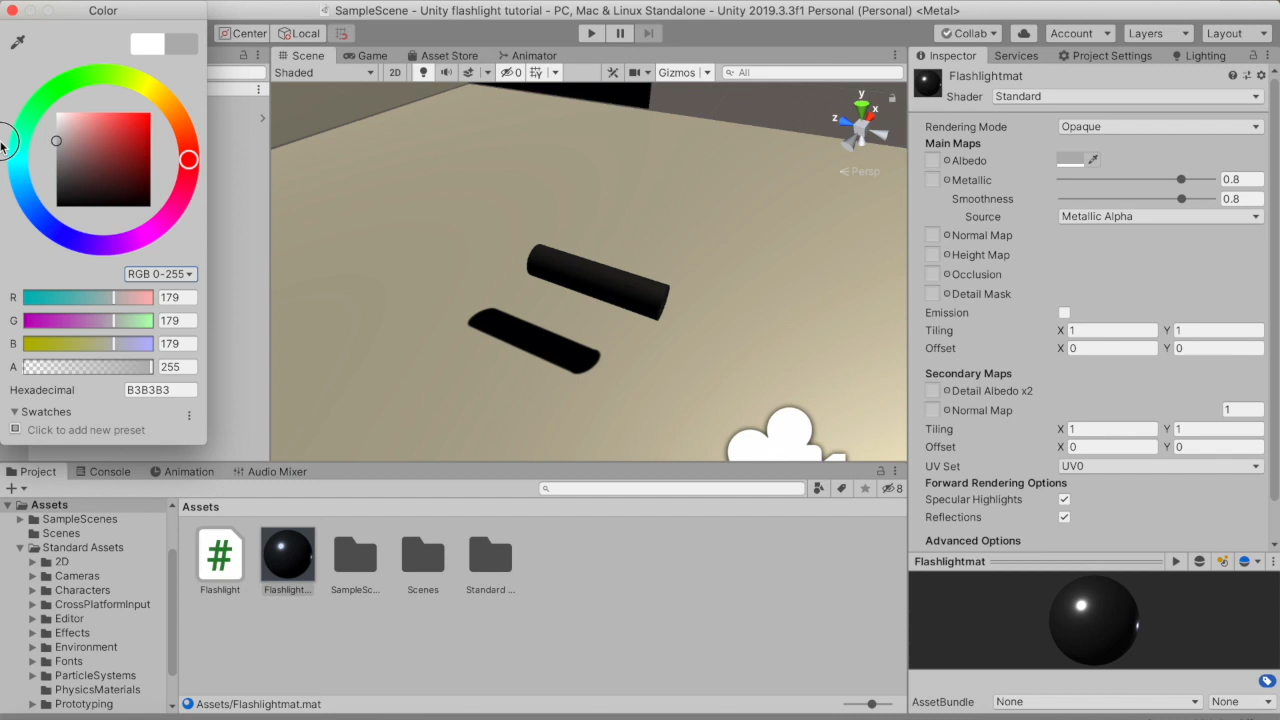 Color
SampleScene - Unity flashlight tutorial - PC, Mac & Linux Standalone - Unity 2019.3.3f1 Personal (Personal) <Metal>
Center
Local
Collab
Account
Layers
Layout
Scene
Game
Asset Store
Animator
Shaded
2D
0
Gizmos
All
y
x
z
Persp
RGB 0-255
R 179
G 179
B 179
A 255
Hexadecimal B3B3B3
Swatches
Click to add new preset
Inspector
Services
Project Settings
Lighting
Flashlightmat
Shader Standard
Rendering Mode Opaque
Main Maps
Albedo
Metallic 0.8
Smoothness 0.8
Source Metallic Alpha
Normal Map
Height Map
Occlusion
Detail Mask
Emission
Tiling X 1 Y 1
Offset X 0 Y 0
Secondary Maps
Detail Albedo x2
Normal Map 1
Tiling X 1 Y 1
Offset X 0 Y 0
UV Set UV0
Forward Rendering Options
Specular Highlights
Reflections
Advanced Options
Flashlightmat
AssetBundle None None
Project
Console
Animation
Audio Mixer
8
Assets
SampleScenes
Scenes
Standard Assets
2D
Cameras
Characters
CrossPlatformInput
Editor
Effects
Environment
Fonts
ParticleSystems
PhysicsMaterials
Prototyping
Assets
#
Flashlight
Flashlight...
SampleSc...
Scenes
Standard ...
Assets/Flashlightmat.mat